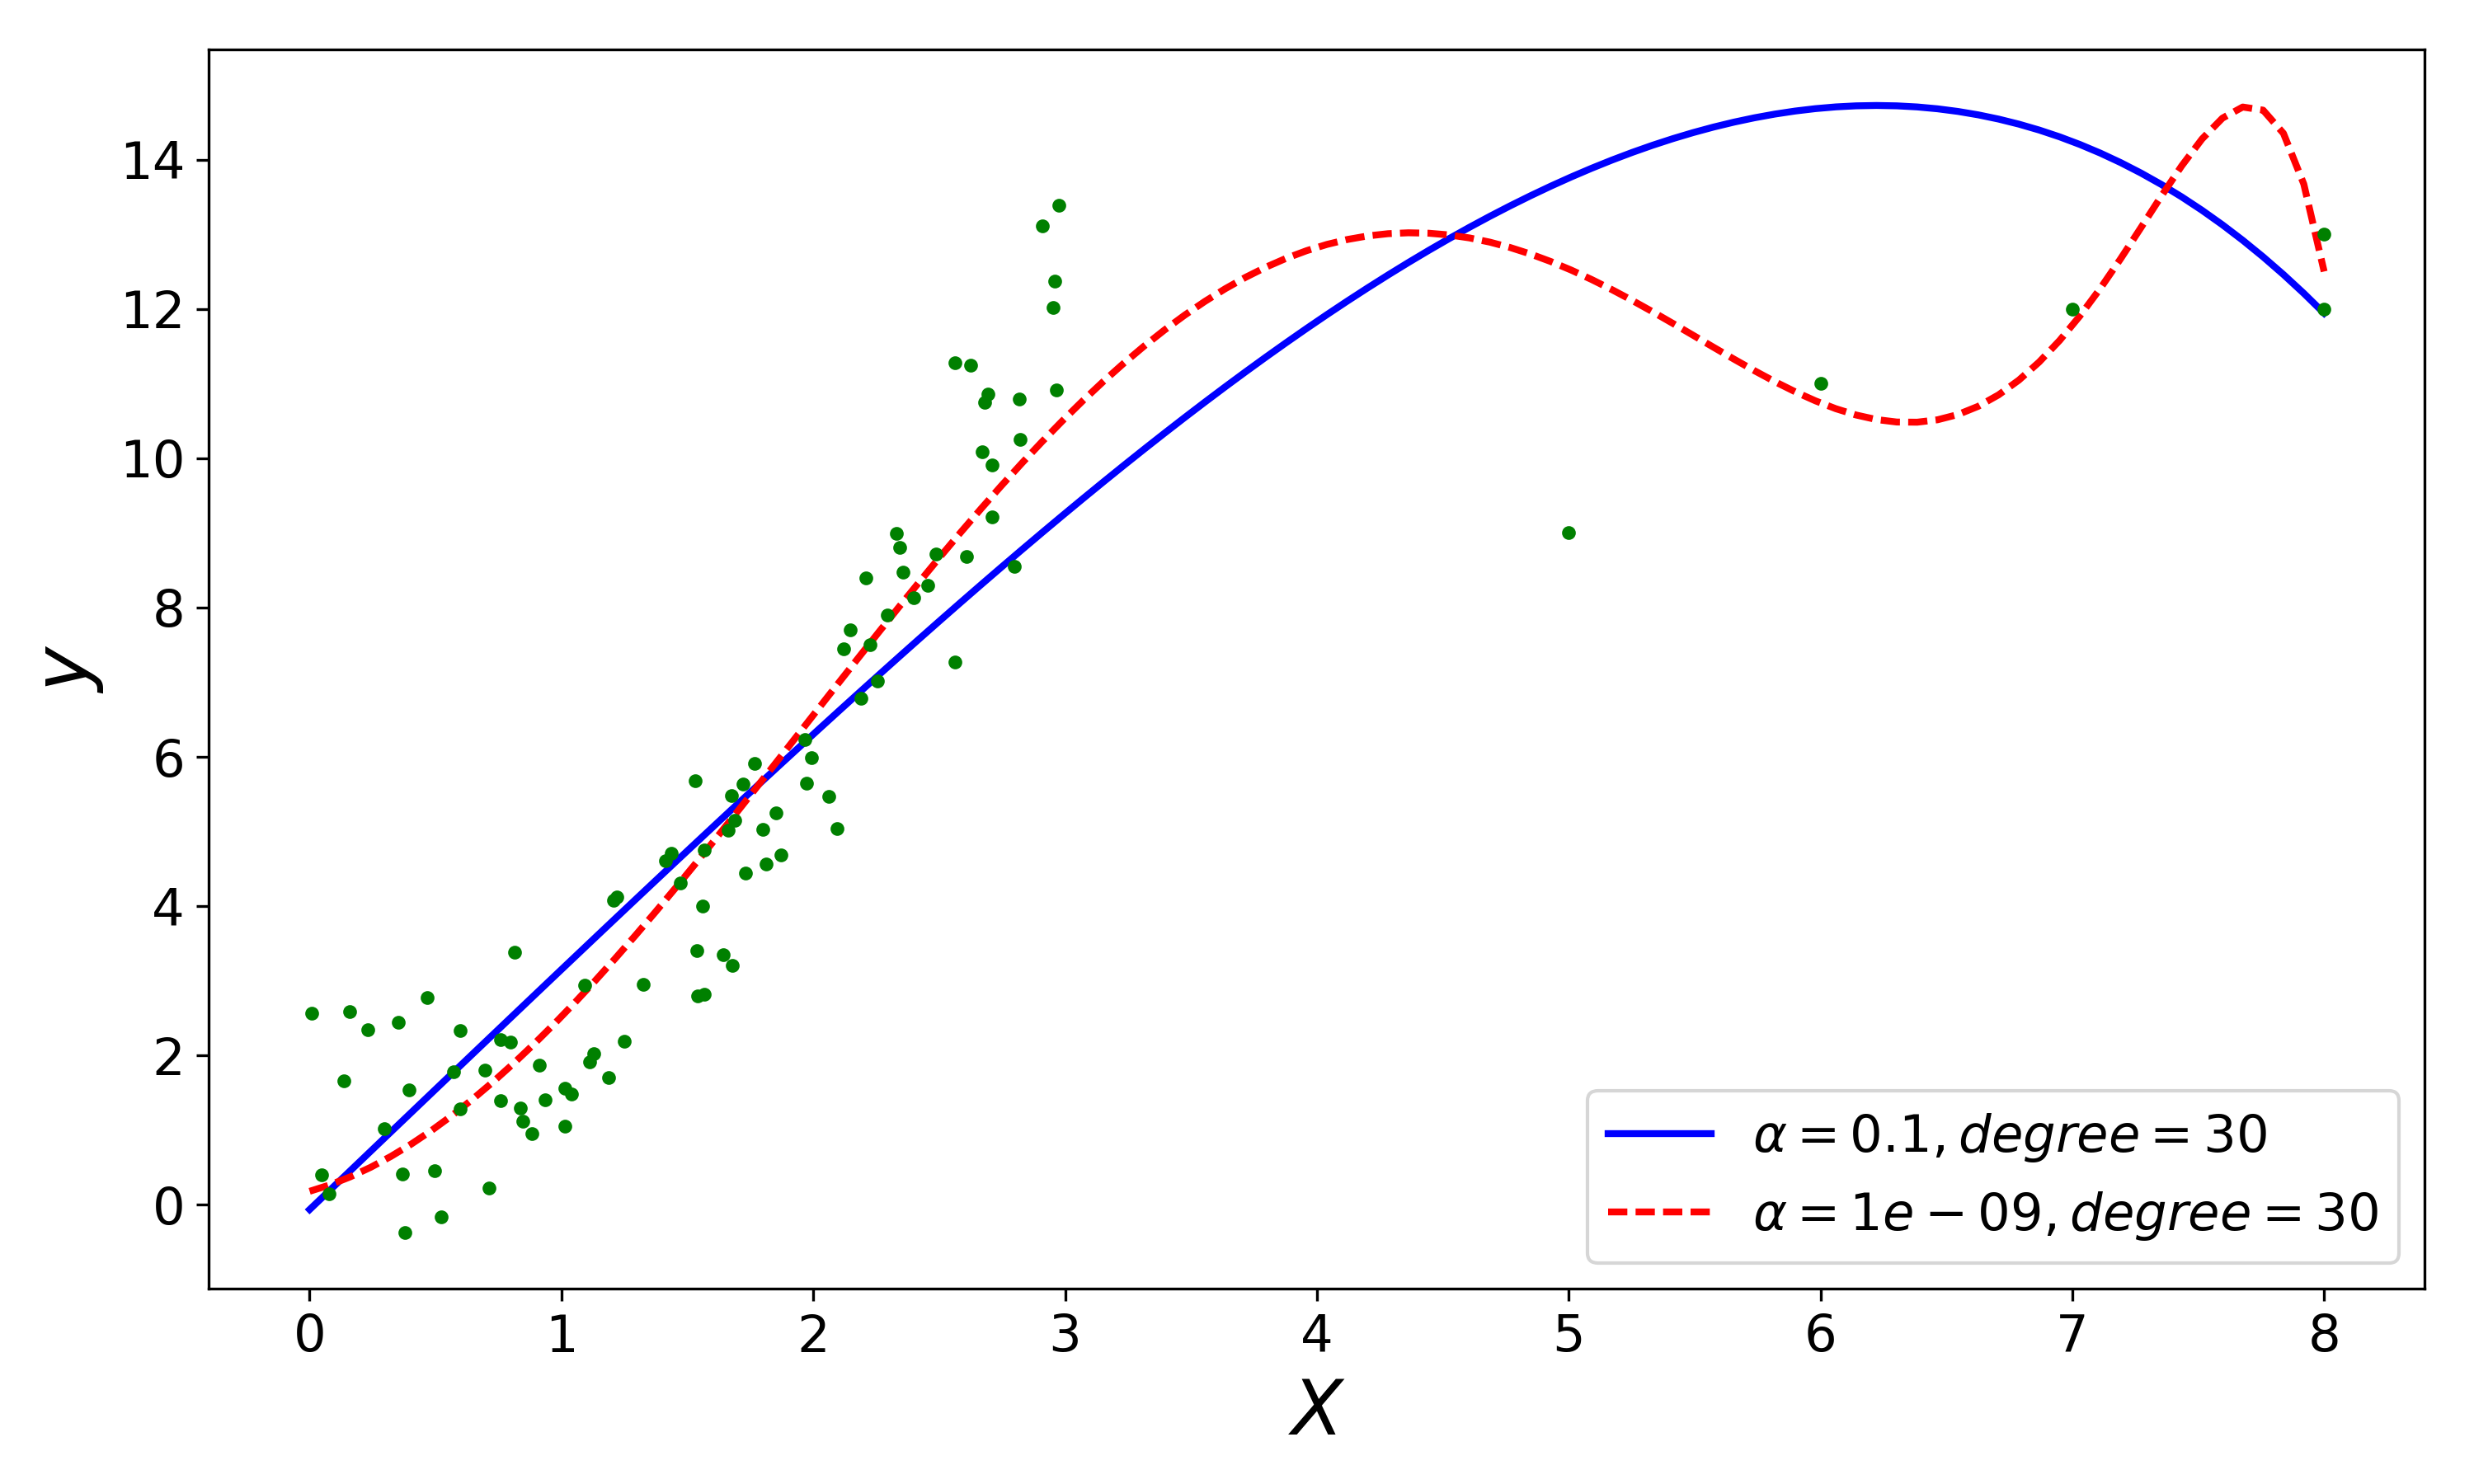 14
12
10
8
6
4
2
0
y
α = 0.1, degree = 30
α = 1e − 09, degree = 30
0 1 2 3 4 5 6 7 8
X